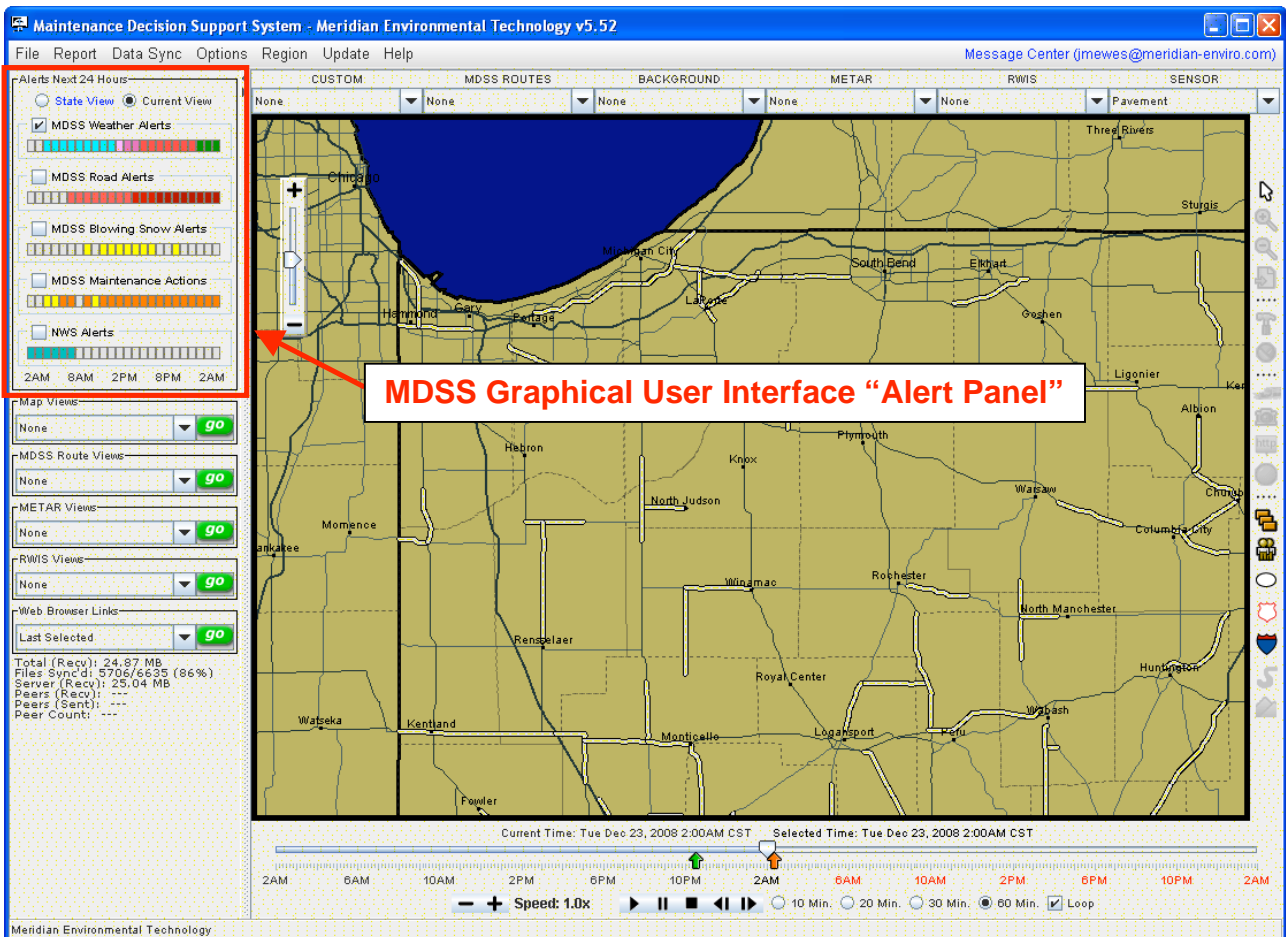 Maintenance Decision Support System - Meridian Environmental Technology v5.52
File Report Data Sync Options Region Update Help
Message Center (jmewes@meridian-enviro.com)
Alerts Next 24 Hours
State View Current View
MDSS Weather Alerts
MDSS Road Alerts
MDSS Blowing Snow Alerts
MDSS Maintenance Actions
NWS Alerts
2AM 8AM 2PM 8PM 2AM
Map Views
None go
MDSS Route Views
None go
METAR Views
None go
RWIS Views
None go
Web Browser Links
Last Selected go
Total (Recv): 24.87 MB
Files Sync'd: 5706/6635 (86%)
Server (Recv): 25.04 MB
Peers (Recv): ---
Peers (Sent): ---
Peer Count: ---
CUSTOM MDSS ROUTES BACKGROUND METAR RWIS SENSOR
None None None None None Pavement
Three Rivers
Chicago
Sturgis
Michigan City
South Bend
Elkhart
LaPorte
Hammond
Gary
Portage
Goshen
MDSS Graphical User Interface “Alert Panel”
Ligonier
Ken
Albion
http
Plymouth
Hebron
Knox
Warsaw
North Judson
Churub
Momence
Columbia City
ankakee
Rochester
Winamac
North Manchester
Rensselaer
Huntington
Royal Center
Wabash
Watseka
Kentland
Monticello
Logansport
Peru
Fowler
Current Time: Tue Dec 23, 2008 2:00AM CST Selected Time: Tue Dec 23, 2008 2:00AM CST
2AM 6AM 10AM 2PM 6PM 10PM 2AM 6AM 10AM 2PM 6PM 10PM 2AM
Speed: 1.0x
10 Min. 20 Min. 30 Min. 60 Min. Loop
Meridian Environmental Technology